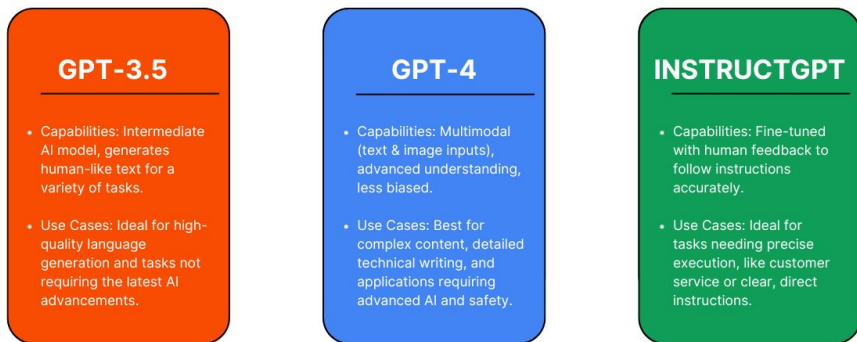 GPT-3.5
• Capabilities: Intermediate
AI model, generates
human-like text for a
variety of tasks.
• Use Cases: Ideal for high-
quality language
generation and tasks not
requiring the latest AI
advancements.
GPT-4
• Capabilities: Multimodal
(text & image inputs),
advanced understanding,
less biased.
• Use Cases: Best for
complex content, detailed
technical writing, and
applications requiring
advanced AI and safety.
INSTRUCTGPT
• Capabilities: Fine-tuned
with human feedback to
follow instructions
accurately.
• Use Cases: Ideal for
tasks needing precise
execution, like customer
service or clear, direct
instructions.